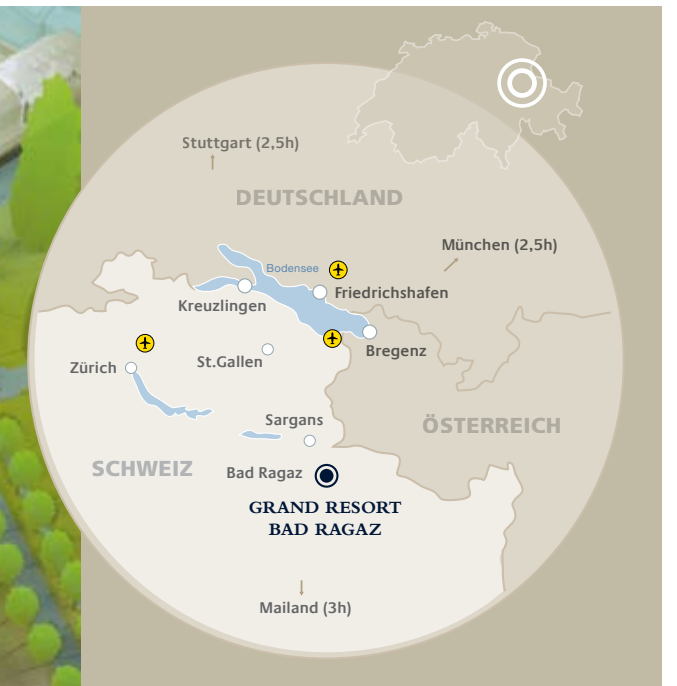 Stuttgart (2,5h)
DEUTSCHLAND
München (2,5h)
Bodensee
Friedrichshafen
Kreuzlingen
Bregenz
St.Gallen
Zürich
Sargans
ÖSTERREICH
SCHWEIZ
Bad Ragaz
GRAND RESORT
BAD RAGAZ
Mailand (3h)